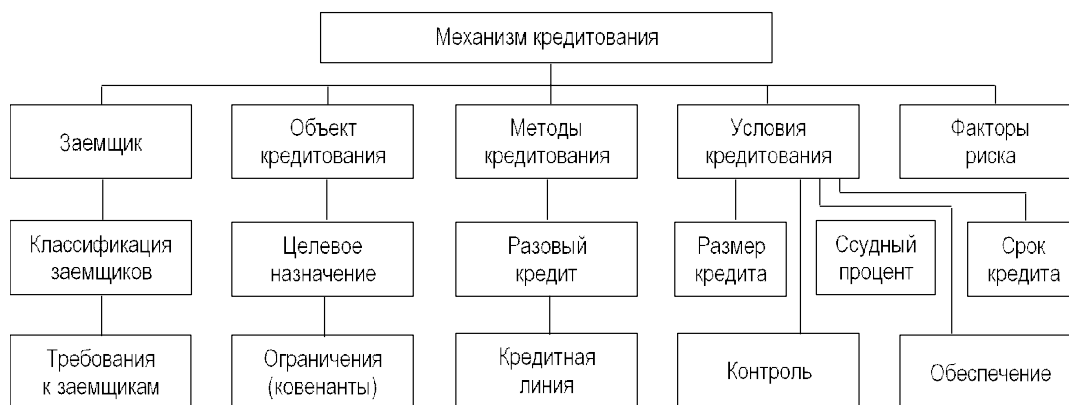 Механизм кредитования
Заемщик
Объект
кредитования
Методы
кредитования
Условия
кредитования
Факторы
риска
Классификация
заемщиков
Целевое
назначение
Разовый
кредит
Размер
кредита
Ссудный
процент
Срок
кредита
Требования
к заемщикам
Ограничения
(ковенанты)
Кредитная
линия
Контроль
Обеспечение